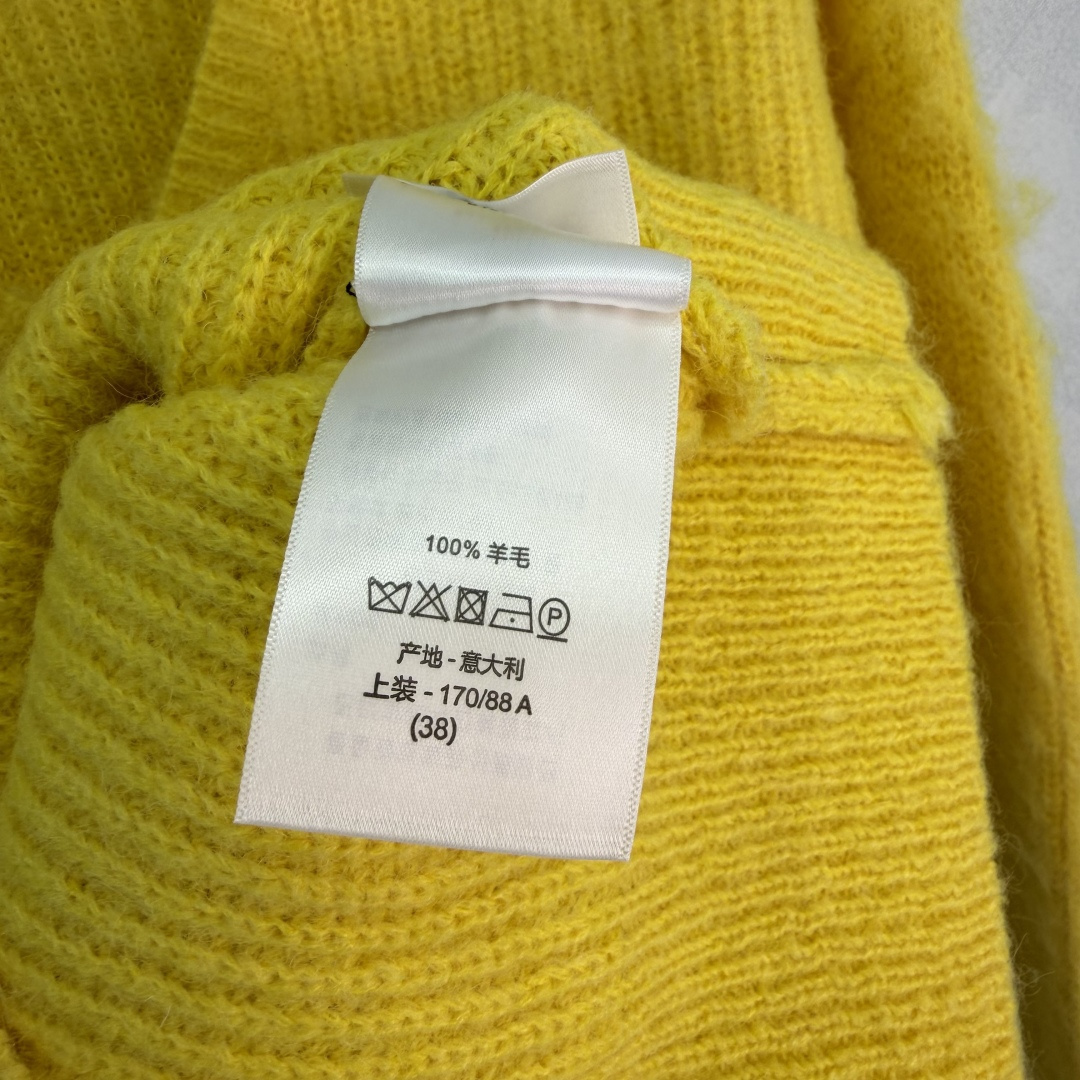 100% 羊毛
P
产地 - 意大利
上装 - 170/88 A
(38)